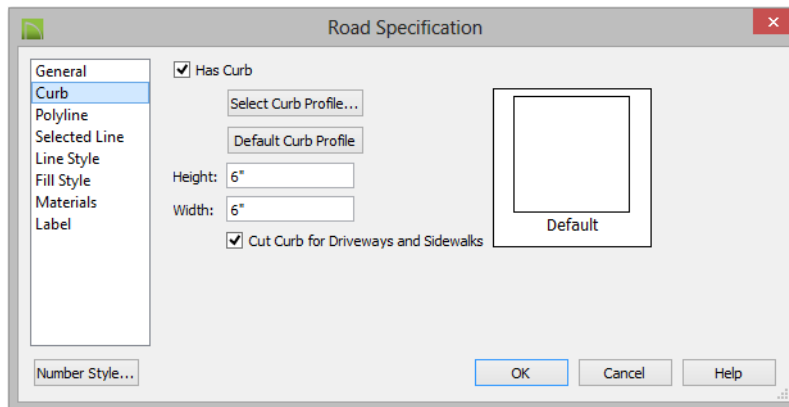 Road Specification
General
Curb
Polyline
Selected Line
Line Style
Fill Style
Materials
Label
Has Curb
Select Curb Profile...
Default Curb Profile
Height: 6"
Width: 6"
Cut Curb for Driveways and Sidewalks
Default
Number Style...
OK
Cancel
Help